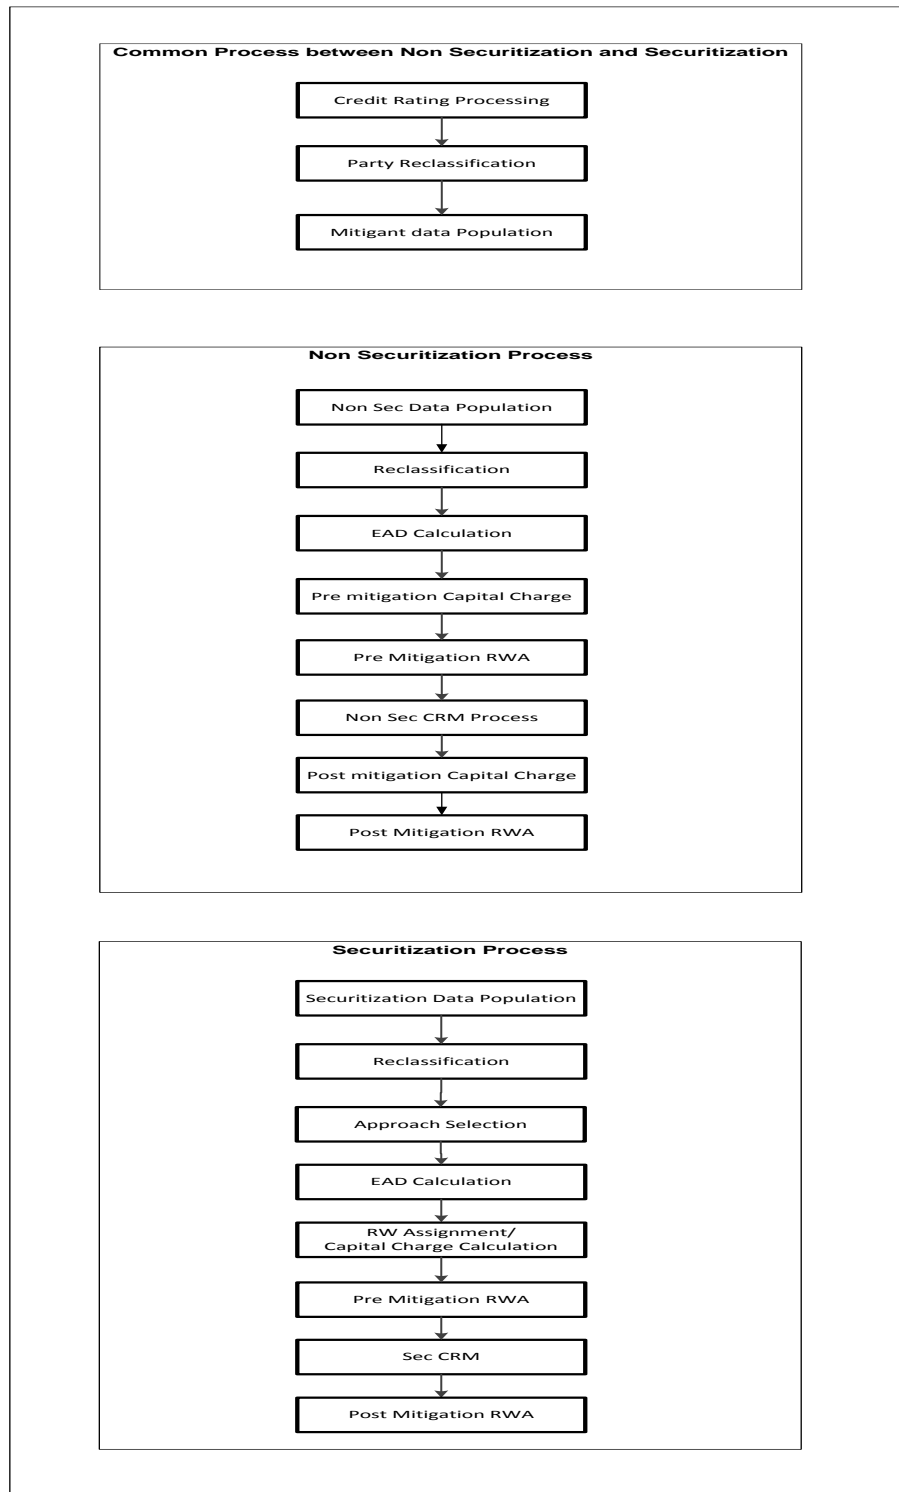 Common Process between Non Securitization and Securitization
Credit Rating Processing
Party Reclassification
Mitigant data Population
Non Securitization Process
Non Sec Data Population
Reclassification
EAD Calculation
Pre mitigation Capital Charge
Pre Mitigation RWA
Non Sec CRM Process
Post mitigation Capital Charge
Post Mitigation RWA
Securitization Process
Securitization Data Population
Reclassification
Approach Selection
EAD Calculation
RW Assignment/
Capital Charge Calculation
Pre Mitigation RWA
Sec CRM
Post Mitigation RWA